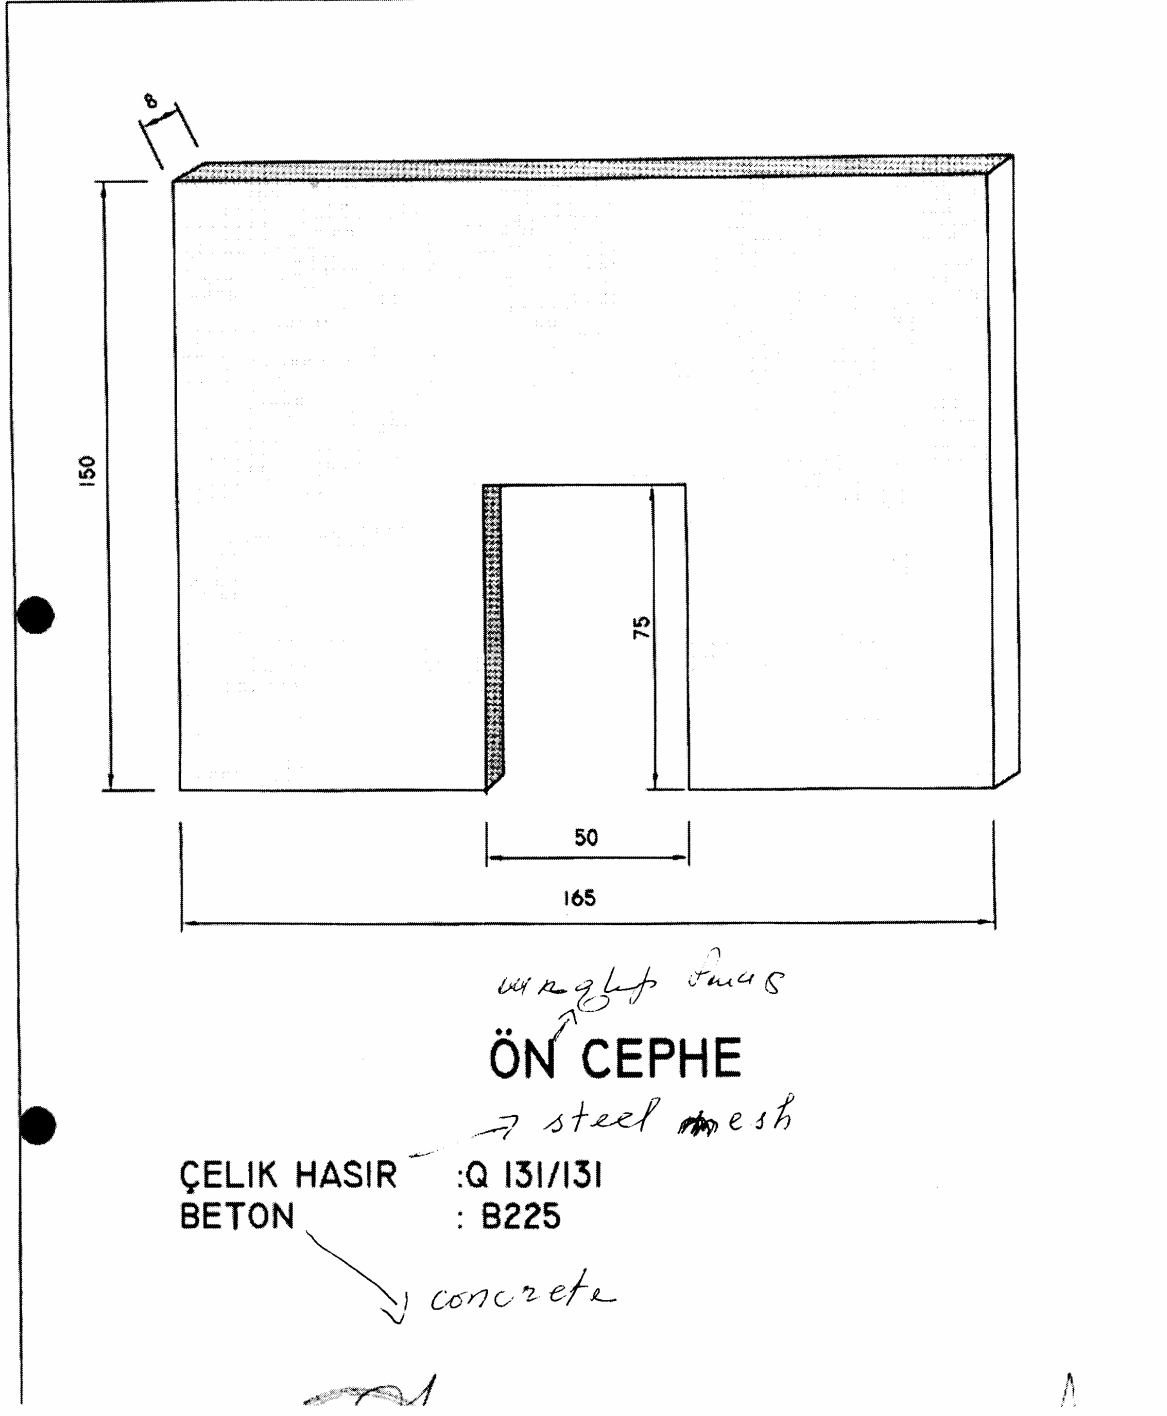 8
150
75
50
165
ÖN CEPHE
steel mesh
ÇELIK HASIR :Q 131/131
BETON : B225
concrete